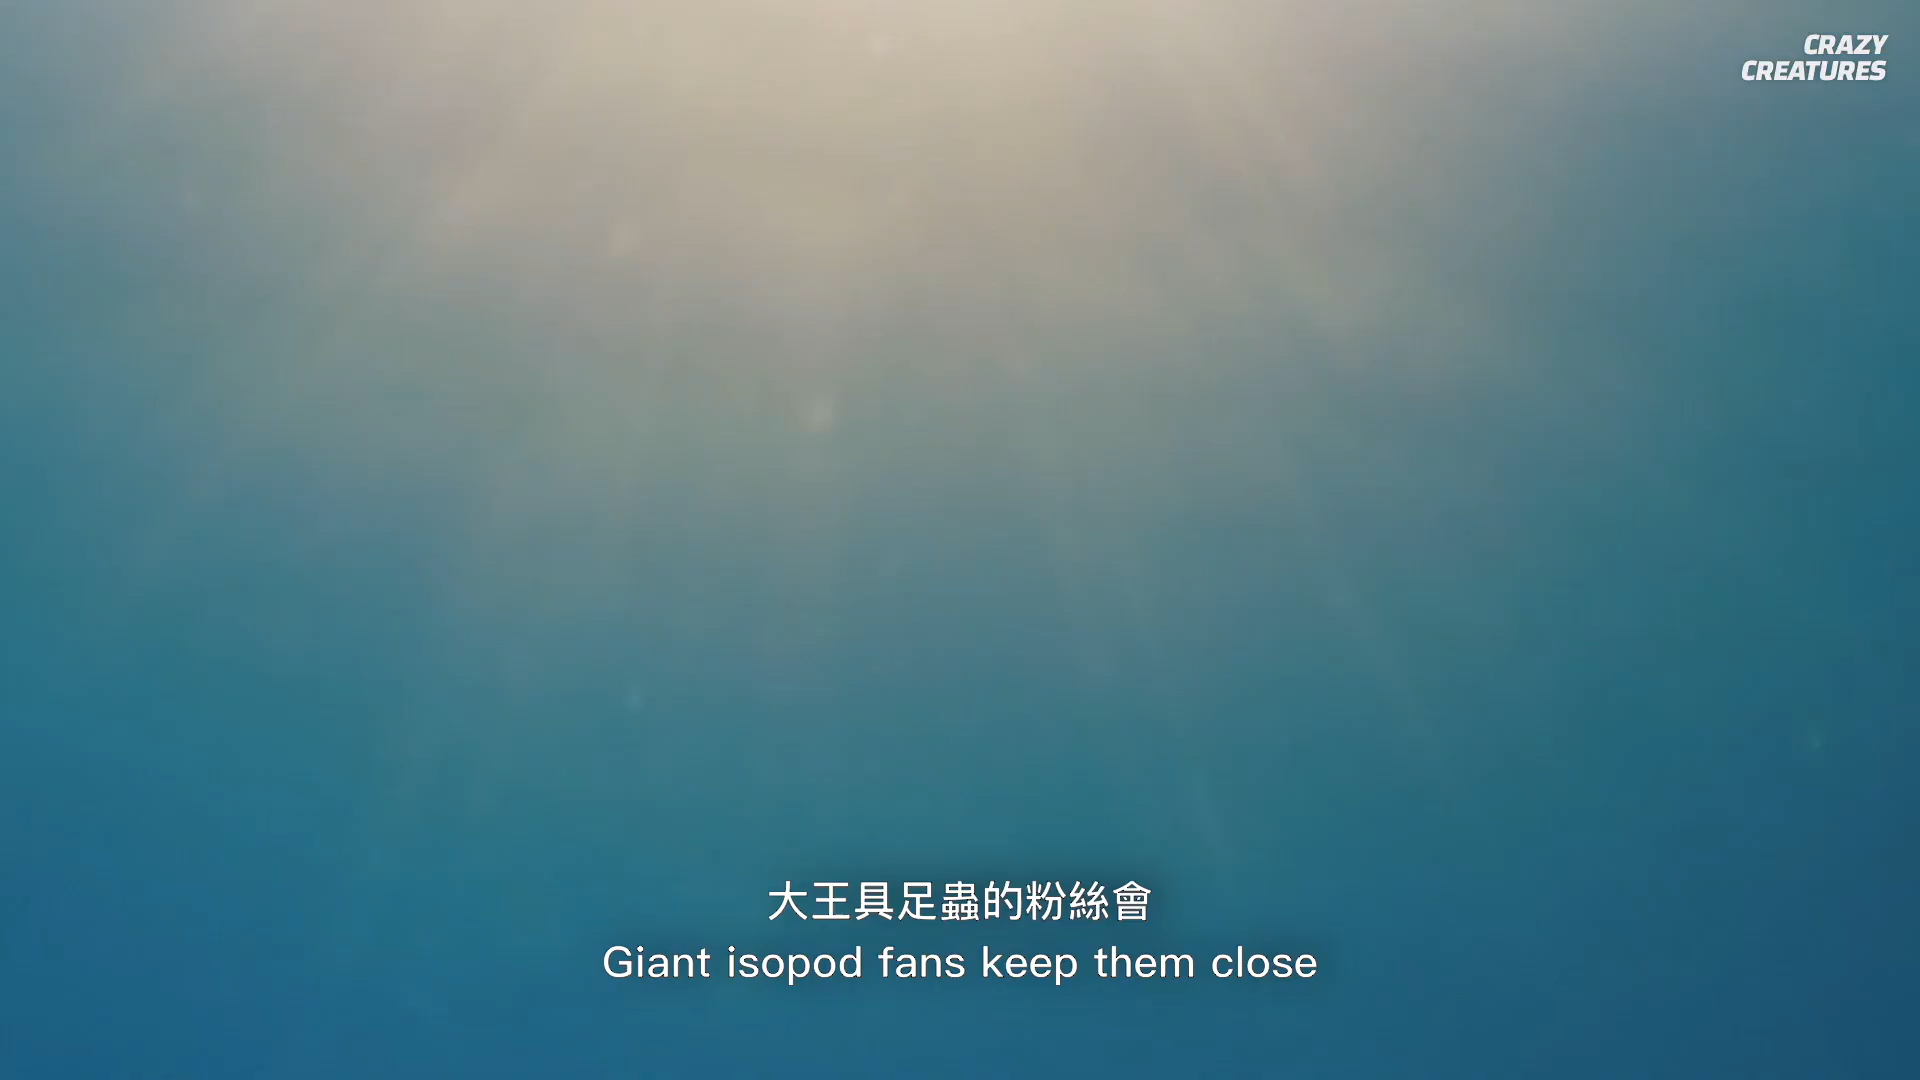 CRAZY
CREATURES
大王具足蟲的粉絲會
Giant isopod fans keep them close